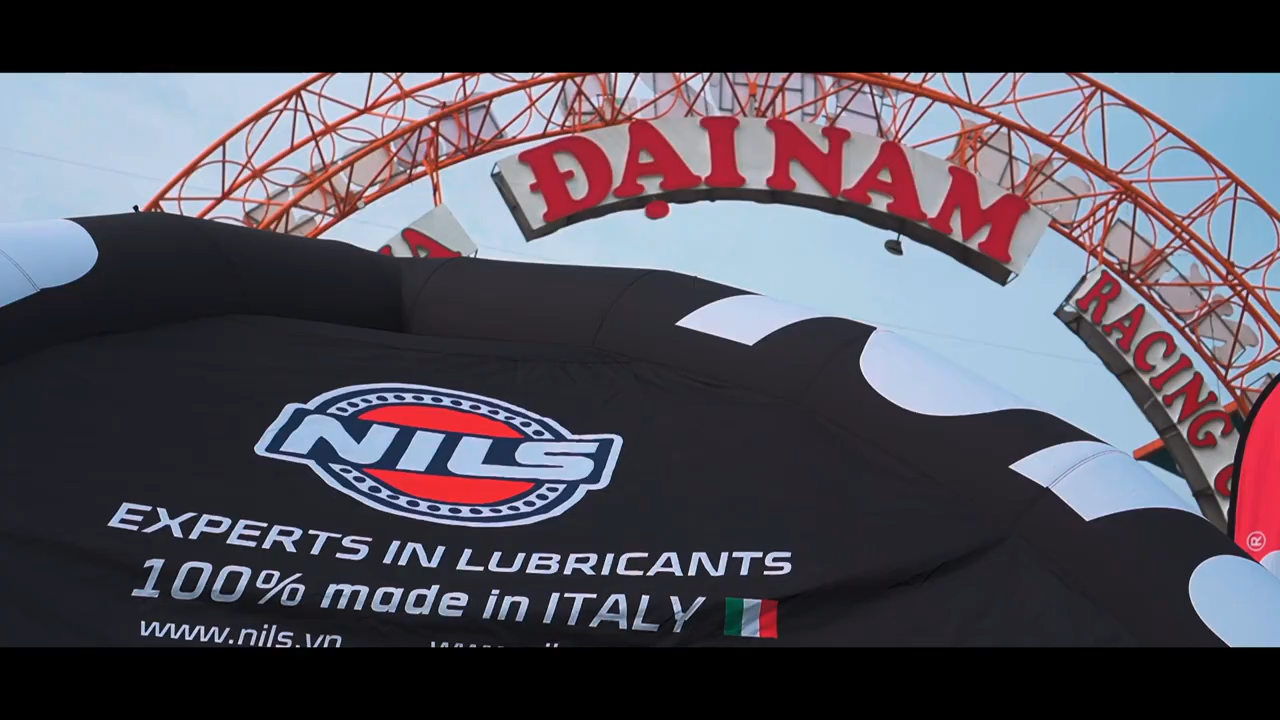 ĐẠI NAM
RACING
NILS
EXPERTS IN LUBRICANTS
100% made in ITALY
www.nils.vn
®